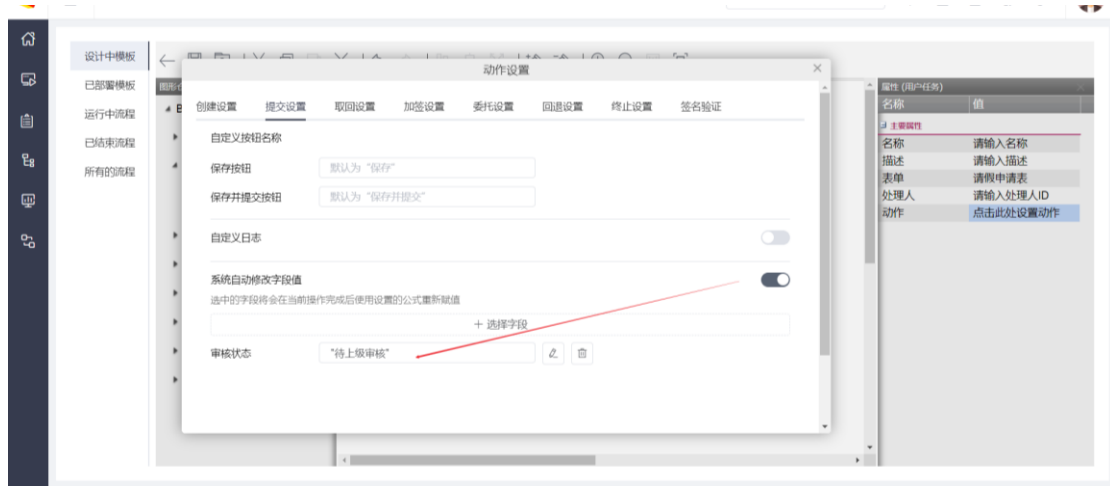 设计中模板
已部署模板
运行中流程
已结束流程
所有的流程
动作设置
创建设置 提交设置 取回设置 加签设置 委托设置 回退设置 终止设置 签名验证
自定义按钮名称
保存按钮 默认为“保存”
保存并提交按钮 默认为“保存并提交”
自定义日志
系统自动修改字段值
选中的字段将会在当前操作完成后使用设置的公式重新赋值
+ 选择字段
审核状态 "待上级审核"
属性 (用户任务)
名称 值
主要属性
名称 请输入名称
描述 请输入描述
表单 请假申请表
处理人 请输入处理人ID
动作 点击此处设置动作